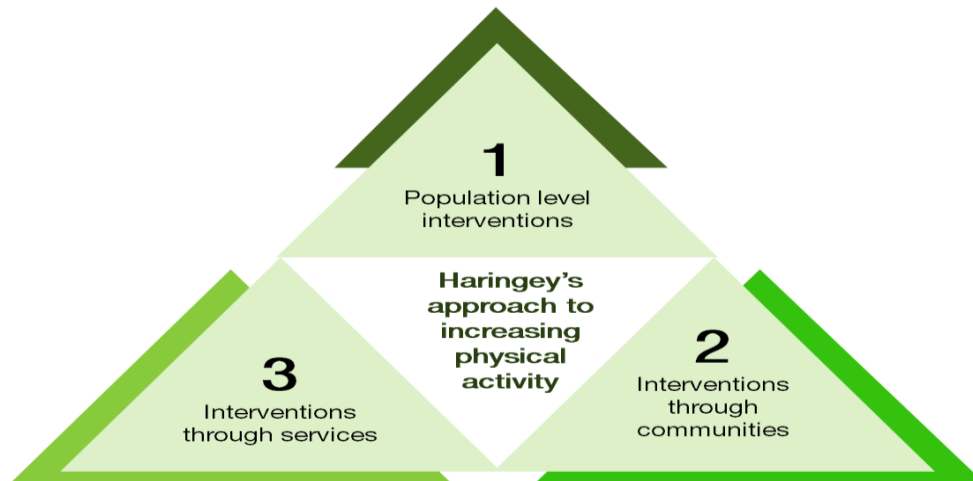 1
Population level
interventions
Haringey’s
approach to
increasing
physical
activity
2
Interventions
through
communities
3
Interventions
through services